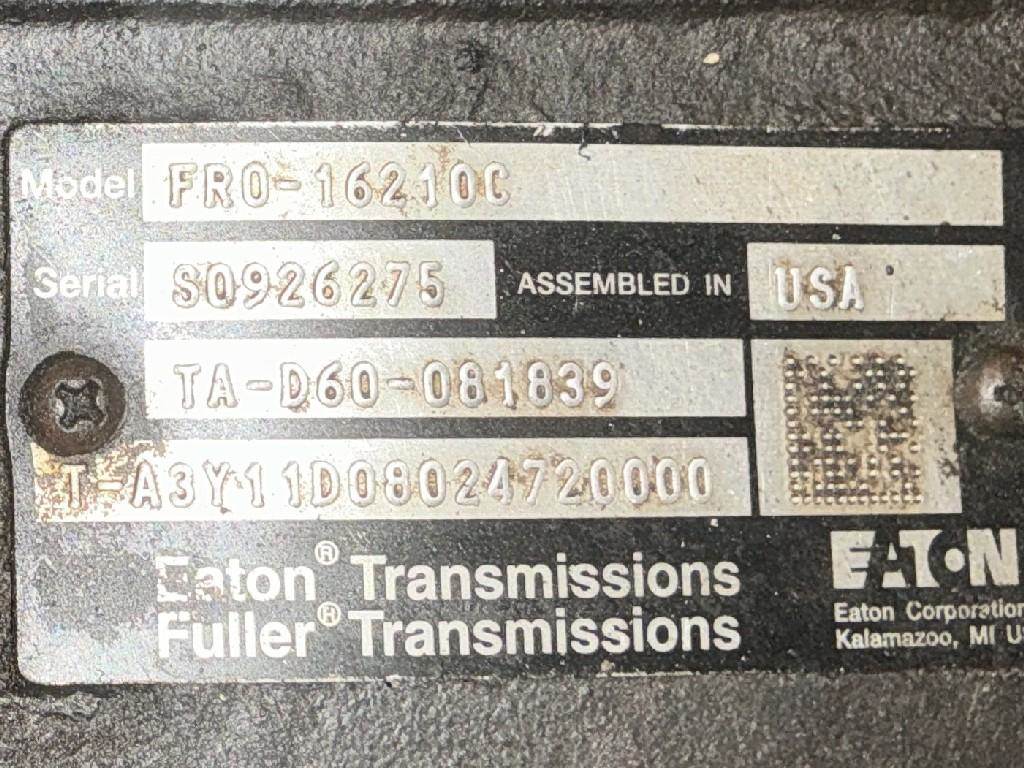 Model FRO-16210C
Serial S0926275 ASSEMBLED IN USA
TA-D60-081839
T-A3Y11D08024720000
Eaton® Transmissions
Fuller® Transmissions
EATON
Eaton Corporation
Kalamazoo, MI